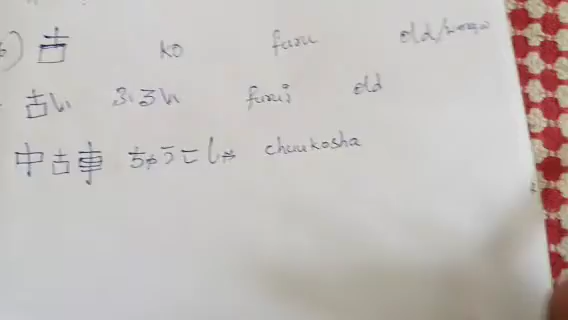 古 ko furu old/
古い ふるい furui old
中古車 ちゅうこしゃ chuukosha